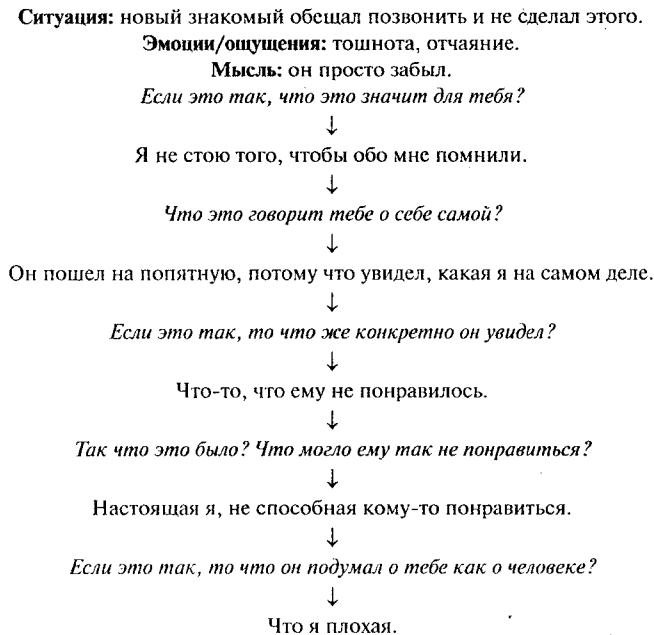 Ситуация: новый знакомый обещал позвонить и не сделал этого.
Эмоции/ощущения: тошнота, отчаяние.
Мысль: он просто забыл.
Если это так, что это значит для тебя?
↓
Я не стою того, чтобы обо мне помнили.
↓
Что это говорит тебе о себе самой?
↓
Он пошел на попятную, потому что увидел, какая я на самом деле.
↓
Если это так, то что же конкретно он увидел?
↓
Что-то, что ему не понравилось.
↓
Так что это было? Что могло ему так не понравиться?
↓
Настоящая я, не способная кому-то понравиться.
↓
Если это так, то что он подумал о тебе как о человеке?
↓
Что я плохая.